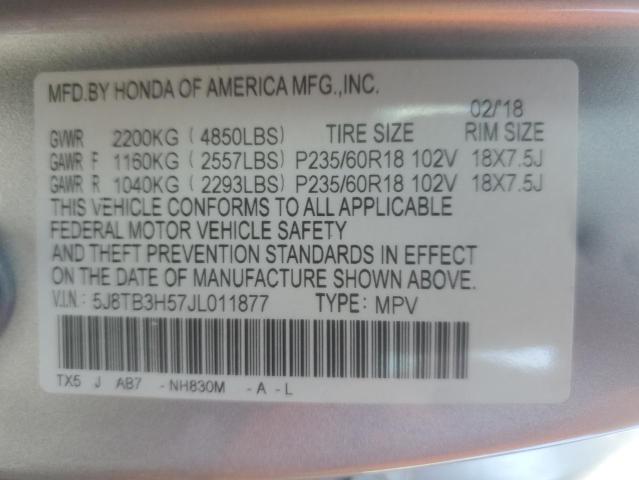 MFD.BY HONDA OF AMERICA MFG.,INC.
02/'18
GVWR 2200KG ( 4850LBS) TIRE SIZE RIM SIZE
GAWR F 1160KG ( 2557LBS) P235/60R18 102V 18X7.5J
GAWR R 1040KG ( 2293LBS) P235/60R18 102V 18X7.5J
THIS VEHICLE CONFORMS TO ALL APPLICABLE
FEDERAL MOTOR VEHICLE SAFETY
AND THEFT PREVENTION STANDARDS IN EFFECT
ON THE DATE OF MANUFACTURE SHOWN ABOVE.
V.I.N.: 5J8TB3H57JL011877 TYPE: MPV
TX5 J AB7 - NH830M - A - L